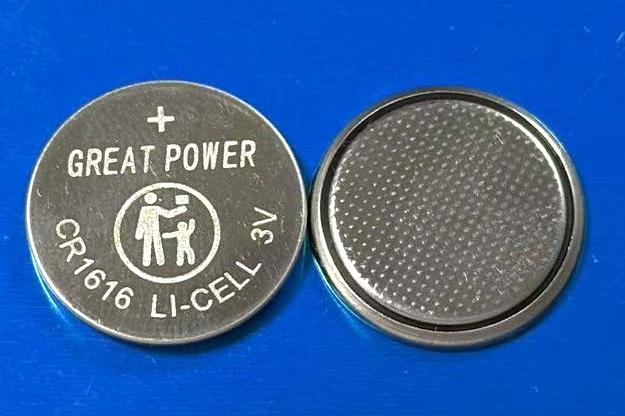 +
GREAT POWER
CR1616 LI-CELL 3V